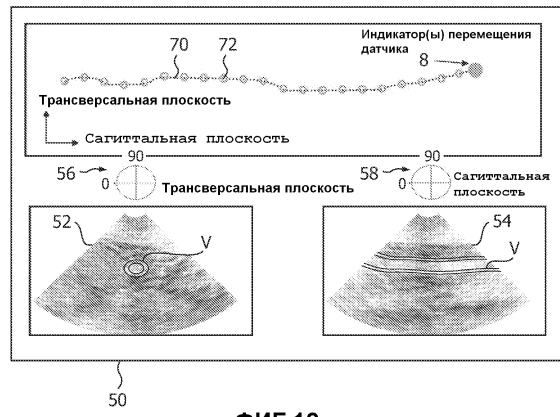 Индикатор(ы) перемещения
датчика
70
72
8
Трансверсальная плоскость
Сагиттальная плоскость
90
90
56
0
Трансверсальная плоскость
58
0
Сагиттальная
плоскость
52
V
54
V
50